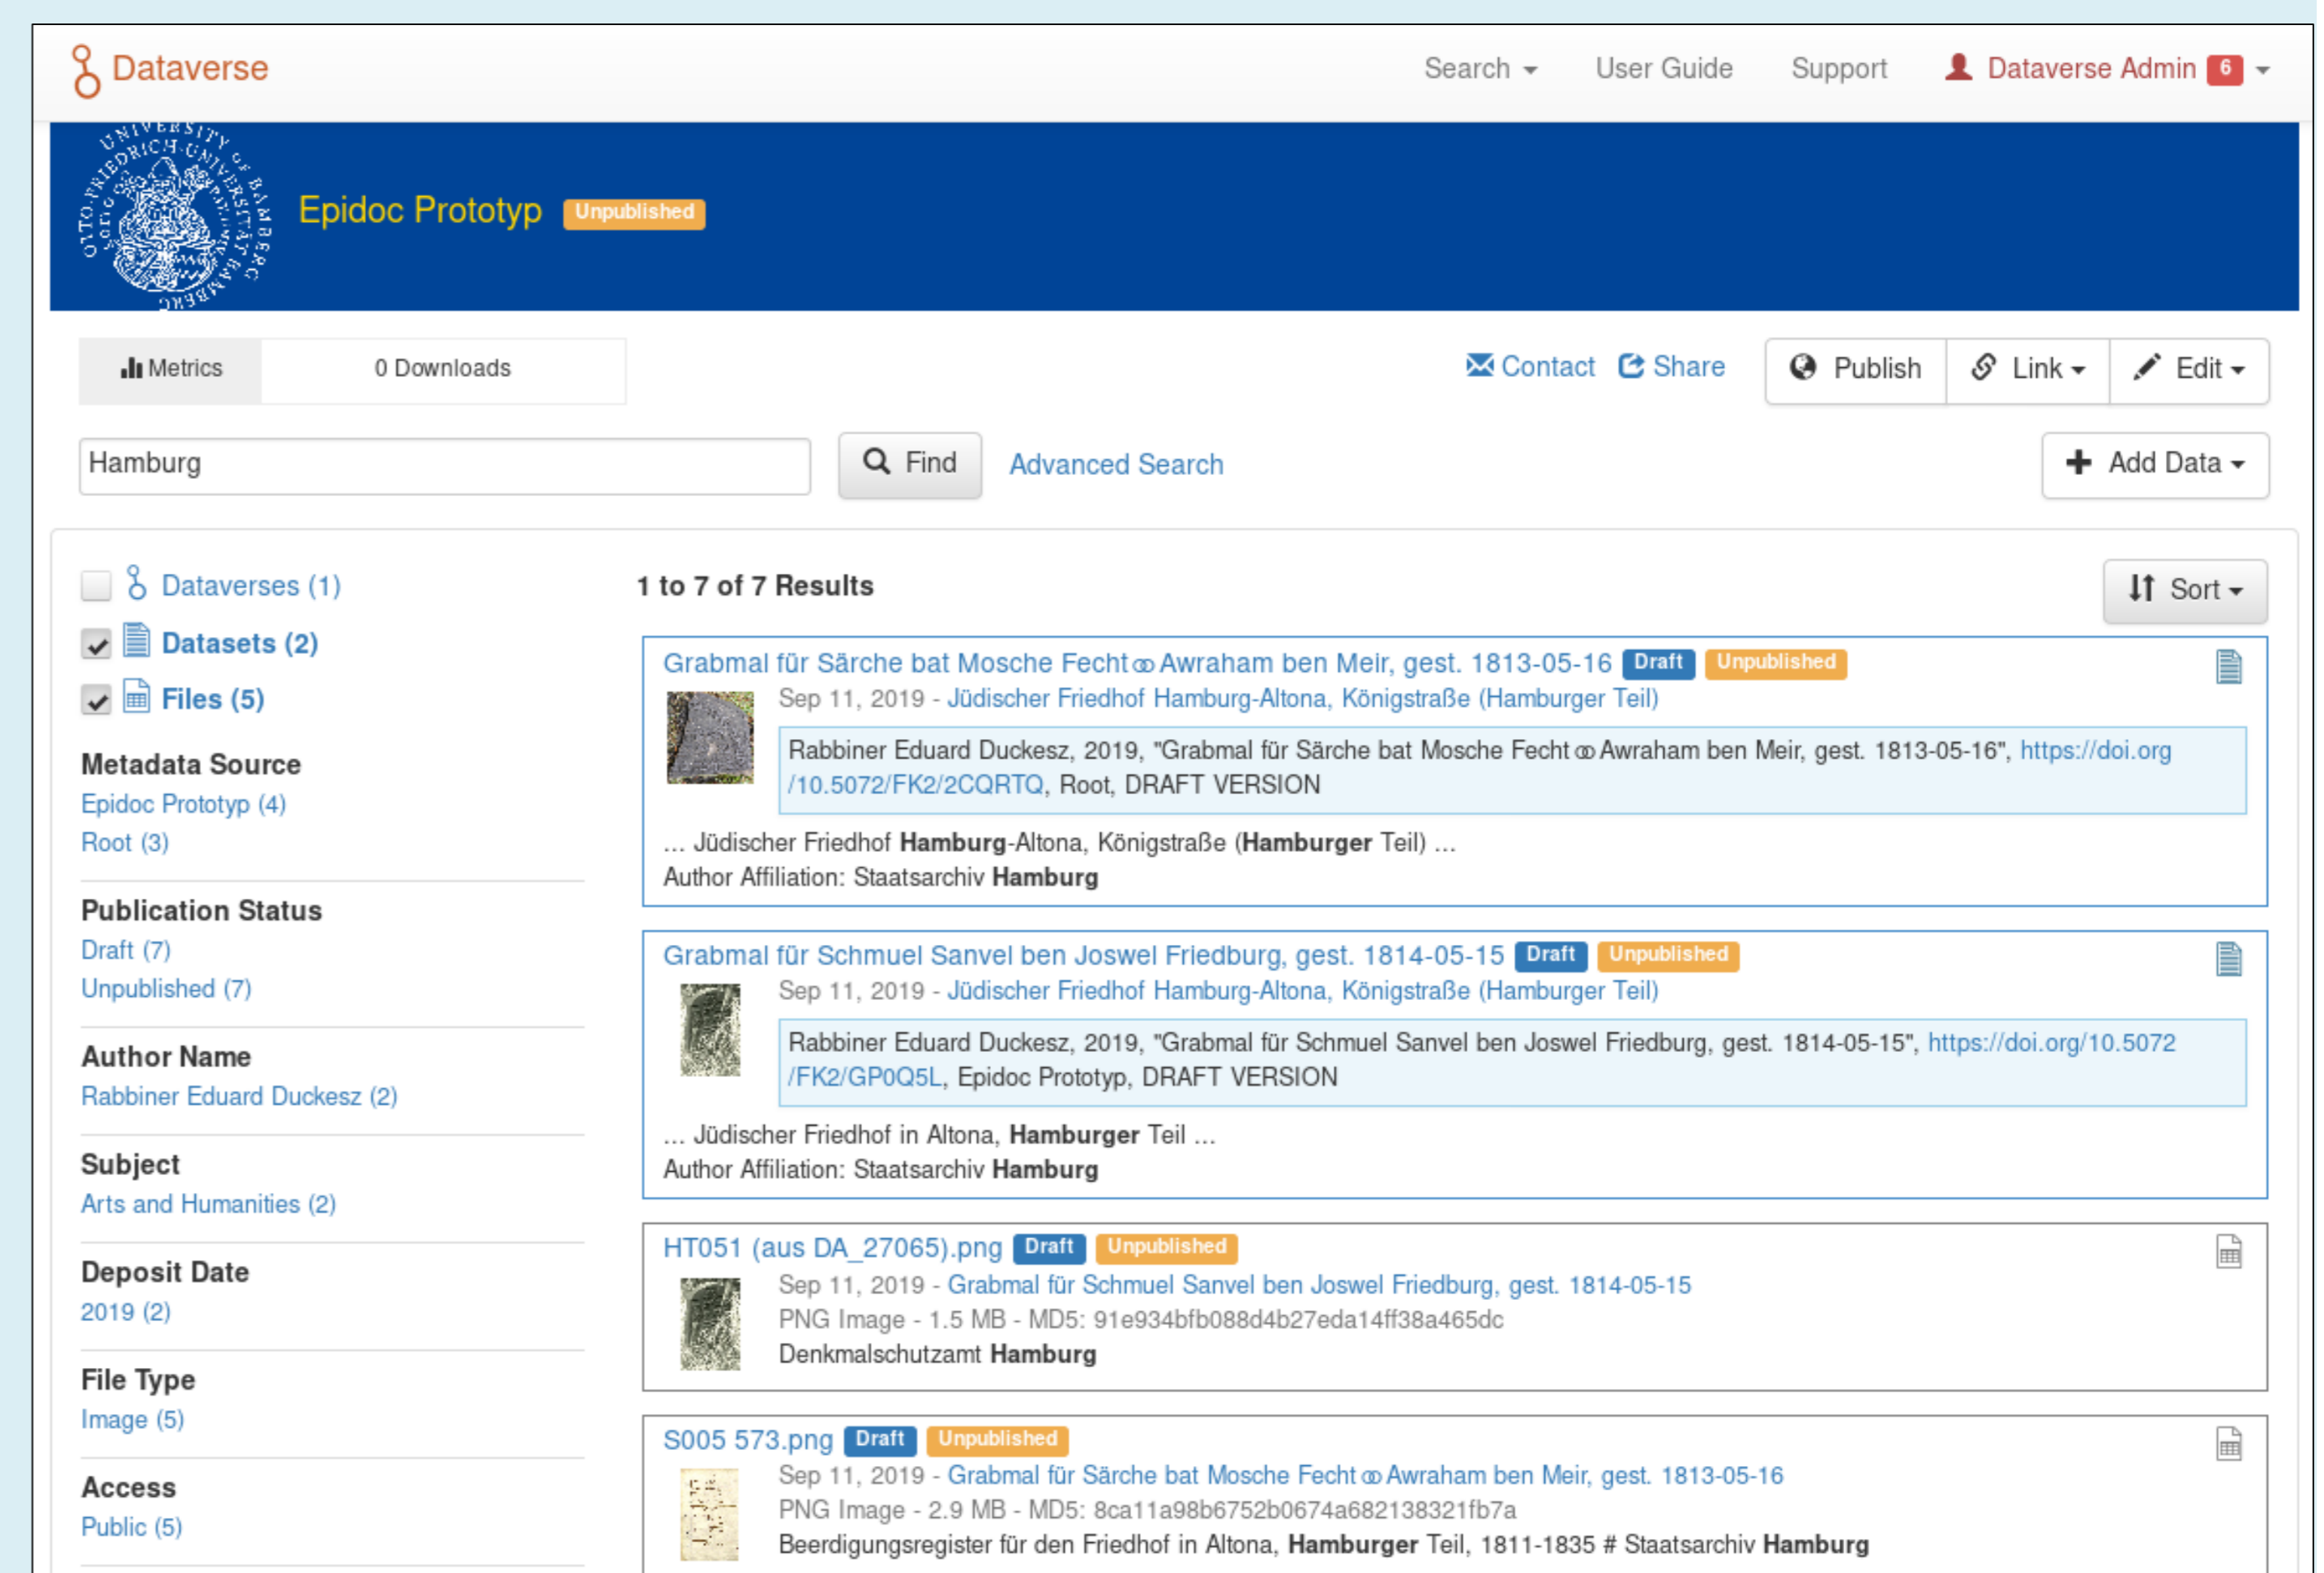 Dataverse
Search
User Guide
Support
Dataverse Admin 6
OTTO-FRIEDRICH-UNIVERSITÄT BAMBERG
UNIVERSITY OF BAMBERG
Epidoc Prototyp Unpublished
Metrics
0 Downloads
Contact
Share
Publish
Link
Edit
Hamburg
Find
Advanced Search
Add Data
Dataverses (1)
Datasets (2)
Files (5)
Metadata Source
Epidoc Prototyp (4)
Root (3)
Publication Status
Draft (7)
Unpublished (7)
Author Name
Rabbiner Eduard Duckesz (2)
Subject
Arts and Humanities (2)
Deposit Date
2019 (2)
File Type
Image (5)
Access
Public (5)
1 to 7 of 7 Results
Sort
Grabmal für Särche bat Mosche Fecht ⚮ Awraham ben Meir, gest. 1813-05-16 Draft Unpublished
Sep 11, 2019 - Jüdischer Friedhof Hamburg-Altona, Königstraße (Hamburger Teil)
Rabbiner Eduard Duckesz, 2019, "Grabmal für Särche bat Mosche Fecht ⚮ Awraham ben Meir, gest. 1813-05-16", https://doi.org
/10.5072/FK2/2CQRTQ, Root, DRAFT VERSION
... Jüdischer Friedhof Hamburg-Altona, Königstraße (Hamburger Teil) ...
Author Affiliation: Staatsarchiv Hamburg
Grabmal für Schmuel Sanvel ben Joswel Friedburg, gest. 1814-05-15 Draft Unpublished
Sep 11, 2019 - Jüdischer Friedhof Hamburg-Altona, Königstraße (Hamburger Teil)
Rabbiner Eduard Duckesz, 2019, "Grabmal für Schmuel Sanvel ben Joswel Friedburg, gest. 1814-05-15", https://doi.org/10.5072
/FK2/GP0Q5L, Epidoc Prototyp, DRAFT VERSION
... Jüdischer Friedhof in Altona, Hamburger Teil ...
Author Affiliation: Staatsarchiv Hamburg
HT051 (aus DA_27065).png Draft Unpublished
Sep 11, 2019 - Grabmal für Schmuel Sanvel ben Joswel Friedburg, gest. 1814-05-15
PNG Image - 1.5 MB - MD5: 91e934bfb088d4b27eda14ff38a465dc
Denkmalschutzamt Hamburg
S005 573.png Draft Unpublished
Sep 11, 2019 - Grabmal für Särche bat Mosche Fecht ⚮ Awraham ben Meir, gest. 1813-05-16
PNG Image - 2.9 MB - MD5: 8ca11a98b6752b0674a682138321fb7a
Beerdigungsregister für den Friedhof in Altona, Hamburger Teil, 1811-1835 # Staatsarchiv Hamburg